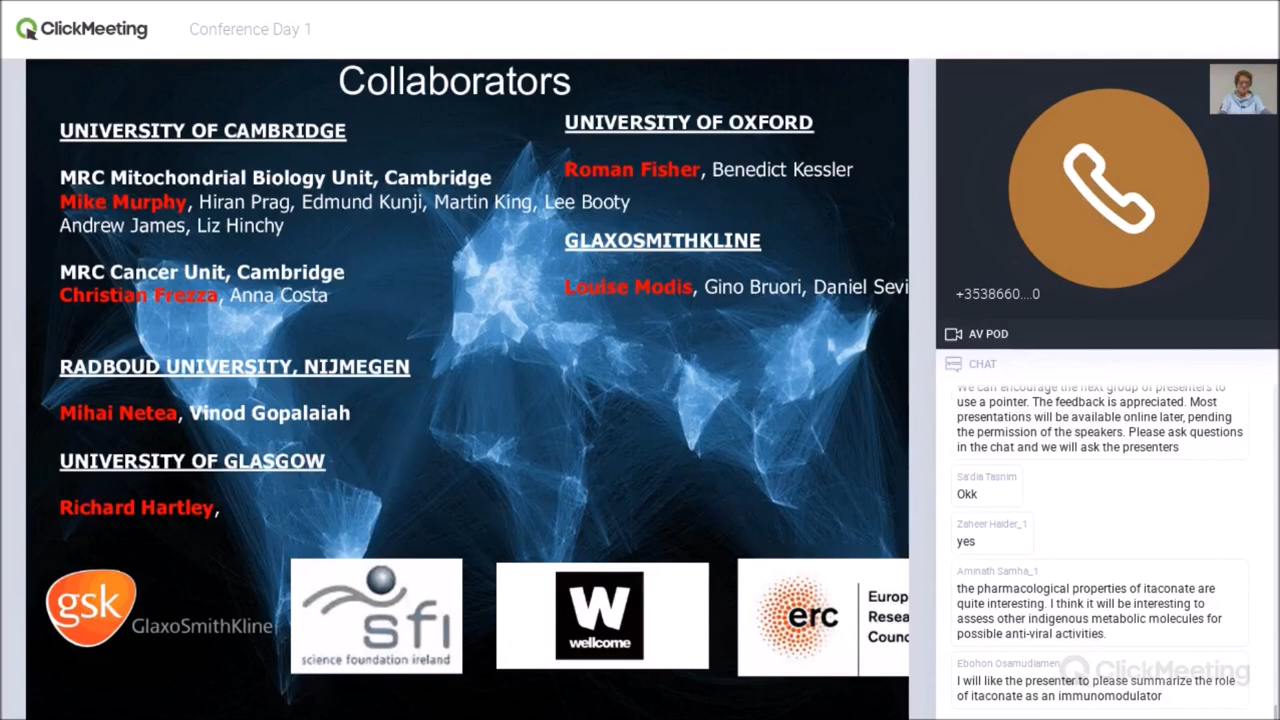 ClickMeeting
Conference Day 1
Collaborators
UNIVERSITY OF CAMBRIDGE
MRC Mitochondrial Biology Unit, Cambridge
Mike Murphy, Hiran Prag, Edmund Kunji, Martin King, Lee Booty
Andrew James, Liz Hinchy
MRC Cancer Unit, Cambridge
Christian Frezza, Anna Costa
RADBOUD UNIVERSITY, NIJMEGEN
Mihai Netea, Vinod Gopalaiah
UNIVERSITY OF GLASGOW
Richard Hartley,
UNIVERSITY OF OXFORD
Roman Fisher, Benedict Kessler
GLAXOSMITHKLINE
Louise Modis, Gino Bruori, Daniel Sevi
gsk
GlaxoSmithKline
sfi
science foundation ireland
W
wellcome
erc
Europ
Resea
Counc
+3538660....0
AV POD
CHAT
We can encourage the next group of presenters to
use a pointer. The feedback is appreciated. Most
presentations will be available online later, pending
the permission of the speakers. Please ask questions
in the chat and we will ask the presenters
Sa'dia Tasnim
Okk
Zaheer Haider_1
yes
Aminath Samha_1
the pharmacological properties of itaconate are
quite interesting. I think it will be interesting to
assess other indigenous metabolic molecules for
possible anti-viral activities.
Ebohon Osamudiamen
I will like the presenter to please summarize the role
of itaconate as an immunomodulator
ClickMeeting